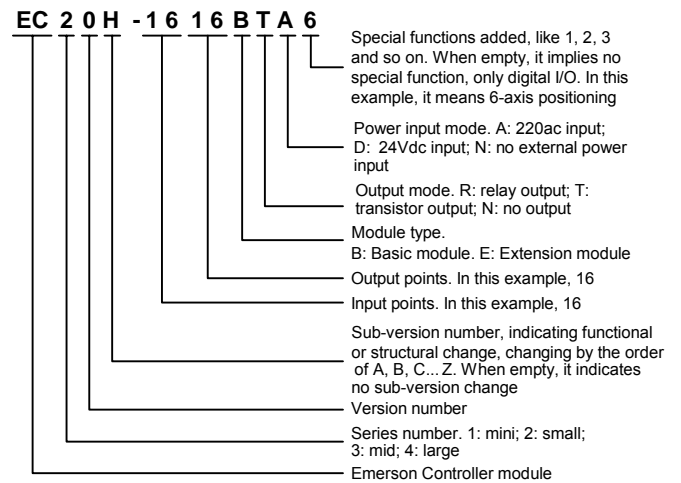 EC 2 0 H -16 16 B T A 6
Special functions added, like 1, 2, 3
and so on. When empty, it implies no
special function, only digital I/O. In this
example, it means 6-axis positioning
Power input mode. A: 220ac input;
D: 24Vdc input; N: no external power
input
Output mode. R: relay output; T:
transistor output; N: no output
Module type.
B: Basic module. E: Extension module
Output points. In this example, 16
Input points. In this example, 16
Sub-version number, indicating functional
or structural change, changing by the order
of A, B, C... Z. When empty, it indicates
no sub-version change
Version number
Series number. 1: mini; 2: small;
3: mid; 4: large
Emerson Controller module